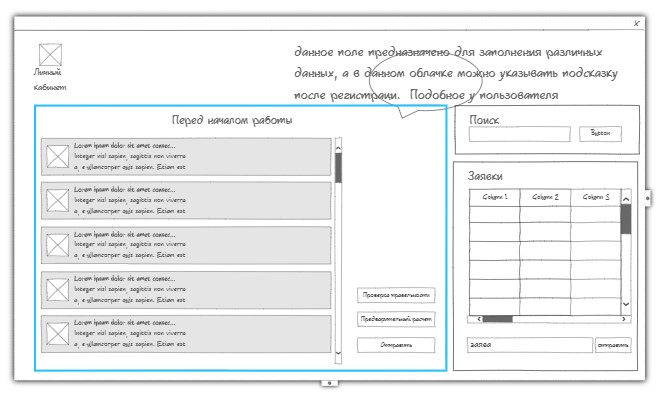 x
данное поле предназначено для заполнения различных
данных, а в данном облачке можно указывать подсказку
после регистрации. Подобное у пользователя
Личный
кабинет
Перед началом работы
Lorem ipsum dolor sit amet consec...
Integer nisl sapien, sagittis non viverra
a, e ullamcorper quis sapien. Etiam est
Lorem ipsum dolor sit amet consec...
Integer nisl sapien, sagittis non viverra
a, e ullamcorper quis sapien. Etiam est
Lorem ipsum dolor sit amet consec...
Integer nisl sapien, sagittis non viverra
a, e ullamcorper quis sapien. Etiam est
Lorem ipsum dolor sit amet consec...
Integer nisl sapien, sagittis non viverra
a, e ullamcorper quis sapien. Etiam est
Lorem ipsum dolor sit amet consec...
Integer nisl sapien, sagittis non viverra
a, e ullamcorper quis sapien. Etiam est
Проверка правильности
Предварительный расчет
Отправить
Поиск
Button
Заявки
Column 1 Column 2 Column 3
заявка отправить